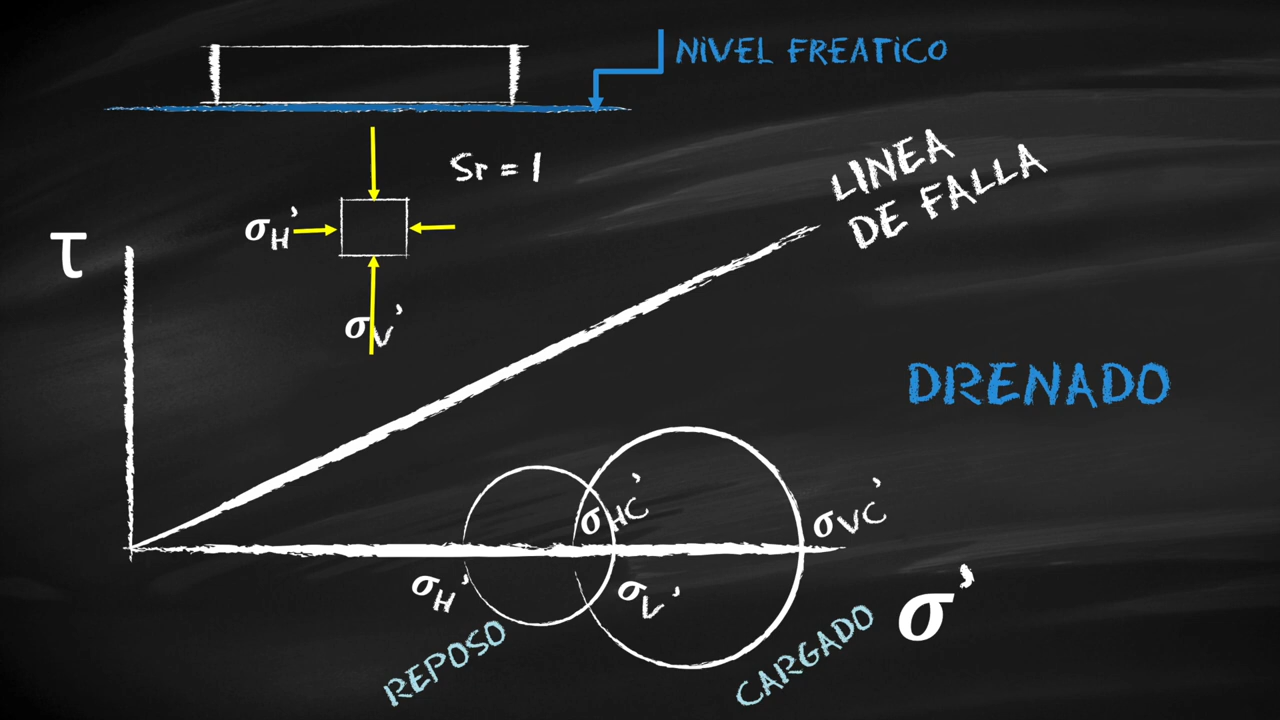 NIVEL FREATICO
Sr = 1
σH'
σV'
τ
LINEA
DE FALLA
DRENADO
σHC'
σVC'
σH'
σV'
σ'
REPOSO
CARGADO